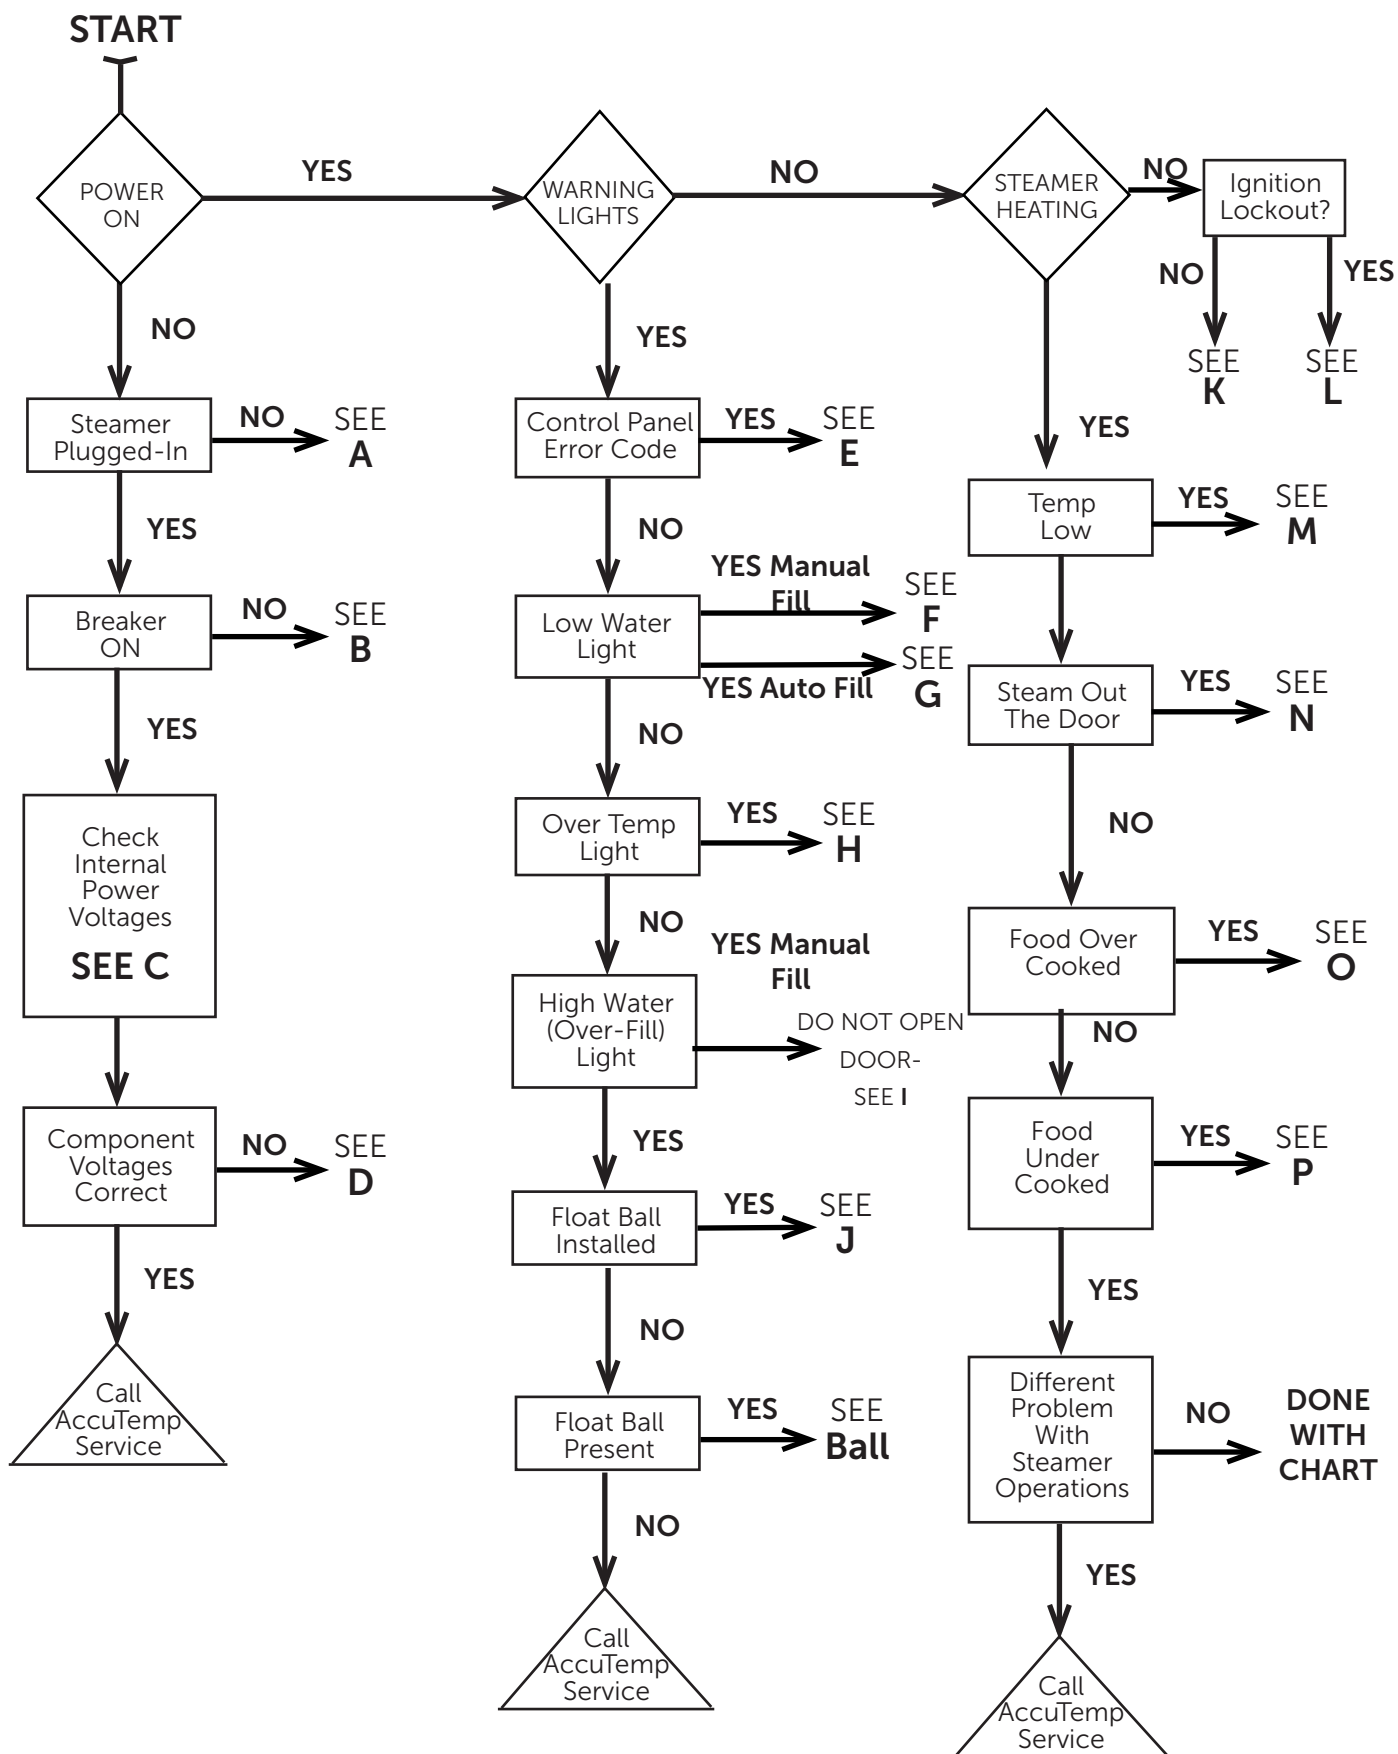 START
POWER
ON
YES
WARNING
LIGHTS
NO
STEAMER
HEATING
NO
Ignition
Lockout?
NO
YES
SEE
K
SEE
L
NO
Steamer
Plugged-In
NO
SEE
A
YES
Breaker
ON
NO
SEE
B
YES
Check
Internal
Power
Voltages
SEE C
Component
Voltages
Correct
NO
SEE
D
YES
Call
AccuTemp
Service
YES
Control Panel
Error Code
YES
SEE
E
NO
Low Water
Light
YES Manual
Fill
SEE
F
YES Auto Fill
SEE
G
NO
Over Temp
Light
YES
SEE
H
NO
High Water
(Over-Fill)
Light
YES Manual
Fill
DO NOT OPEN
DOOR-
SEE I
YES
Float Ball
Installed
YES
SEE
J
NO
Float Ball
Present
YES
SEE
Ball
NO
Call
AccuTemp
Service
YES
Temp
Low
YES
SEE
M
Steam Out
The Door
YES
SEE
N
NO
Food Over
Cooked
YES
SEE
O
NO
Food
Under
Cooked
YES
SEE
P
YES
Different
Problem
With
Steamer
Operations
NO
DONE
WITH
CHART
YES
Call
AccuTemp
Service